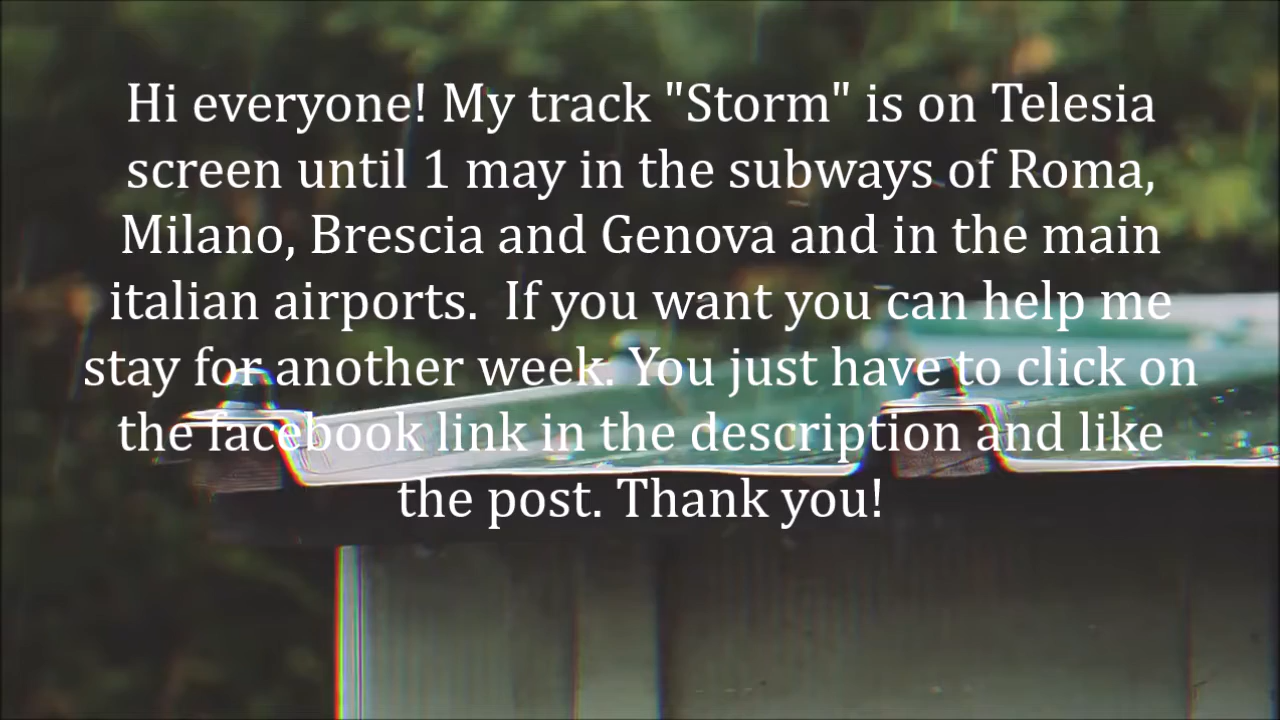 Hi everyone! My track "Storm" is on Telesia
screen until 1 may in the subways of Roma,
Milano, Brescia and Genova and in the main
italian airports.  If you want you can help me
stay for another week. You just have to click on
the facebook link in the description and like
the post. Thank you!